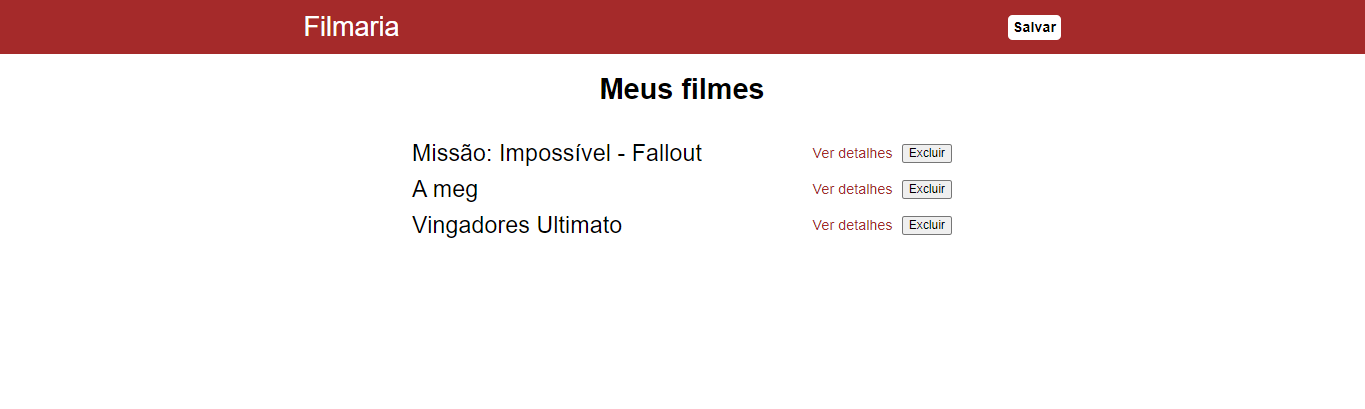 Filmaria Salvar
Meus filmes
Missão: Impossível - Fallout Ver detalhes Excluir
A meg Ver detalhes Excluir
Vingadores Ultimato Ver detalhes Excluir